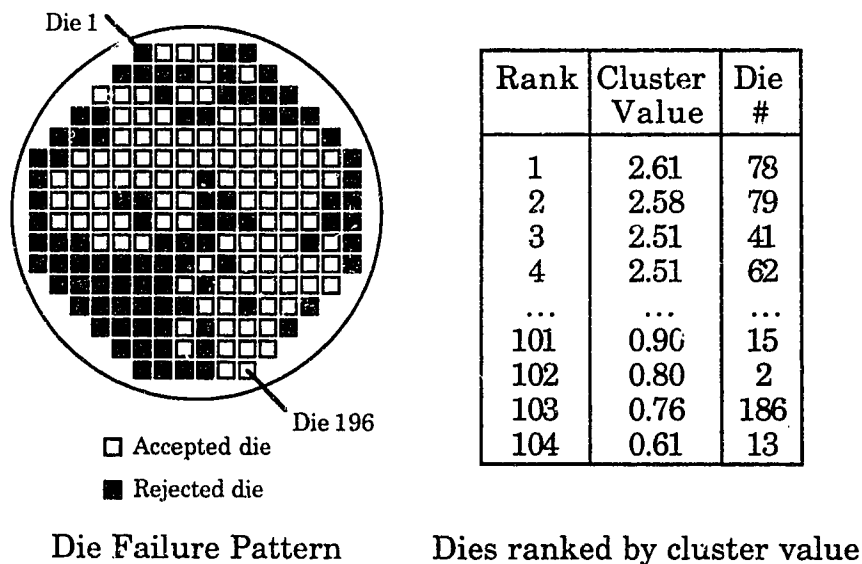 Die 1
Die 196
Accepted die
Rejected die
Die Failure Pattern
Rank Cluster Value Die #
1 2.61 78
2 2.58 79
3 2.51 41
4 2.51 62
... ... ...
101 0.90 15
102 0.80 2
103 0.76 186
104 0.61 13
Dies ranked by cluster value